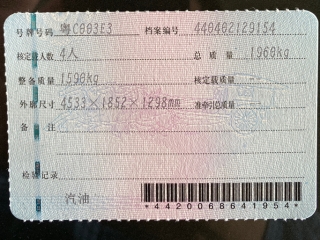 号牌号码 粤C003E3 档案编号 440402129154
核定载人数 4人 总质量 1960kg
整备质量 1590kg 核定载质量
外廓尺寸 4533×1852×1298mm 准牵引总质量
备注
检验记录
汽油
*4420068641954*